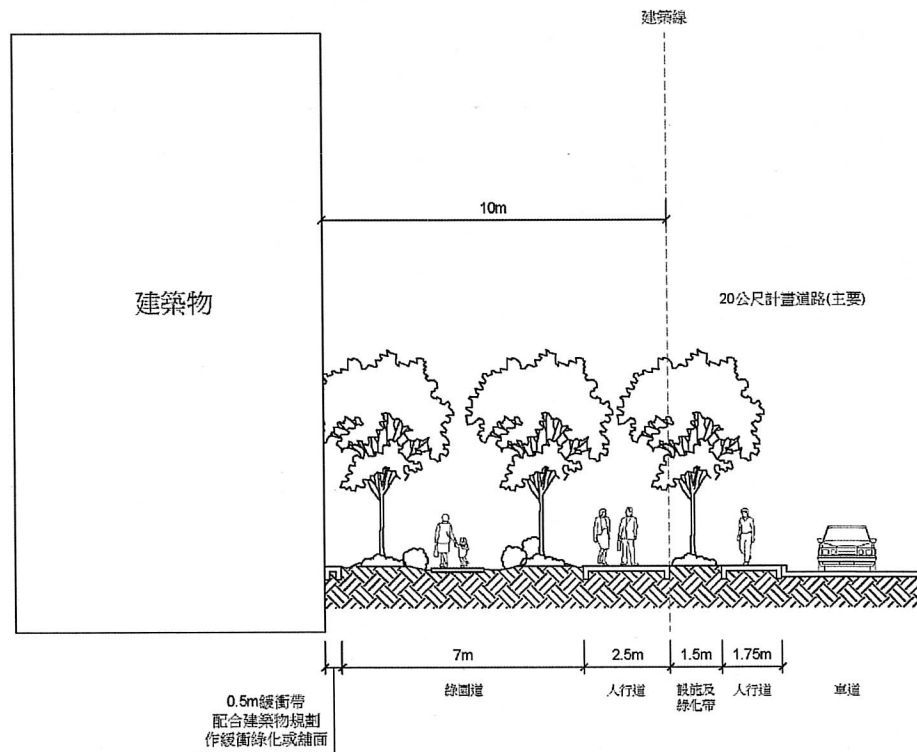 建築線
10m
建築物
20公尺計畫道路(主要)
7m
2.5m
1.5m
1.75m
綠園道
人行道
設施及
綠化帶
人行道
車道
0.5m緩衝帶
配合建築物規劃
作緩衝綠化或舖面